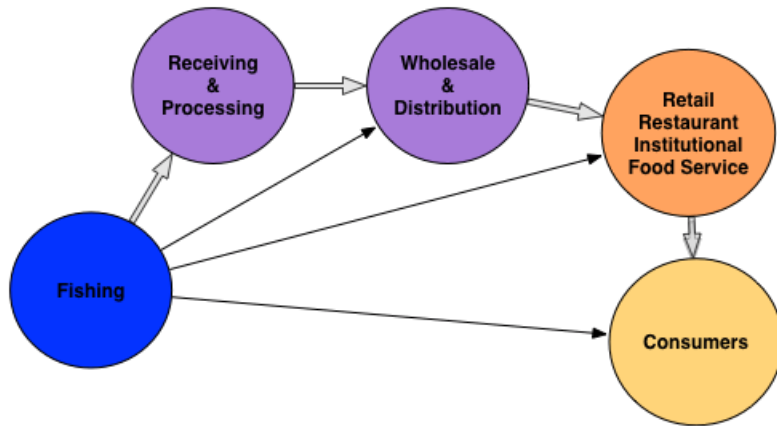 Receiving
&
Processing
Wholesale
&
Distribution
Retail
Restaurant
Institutional
Food Service
Fishing
Consumers